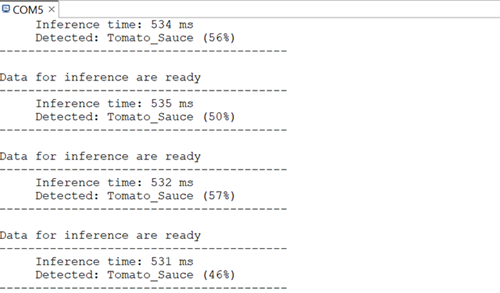 COM5
Inference time: 534 ms
Detected: Tomato_Sauce (56%)
---------------------------------------
Data for inference are ready
---------------------------------------
Inference time: 535 ms
Detected: Tomato_Sauce (50%)
---------------------------------------
Data for inference are ready
---------------------------------------
Inference time: 532 ms
Detected: Tomato_Sauce (57%)
---------------------------------------
Data for inference are ready
---------------------------------------
Inference time: 531 ms
Detected: Tomato_Sauce (46%)
---------------------------------------